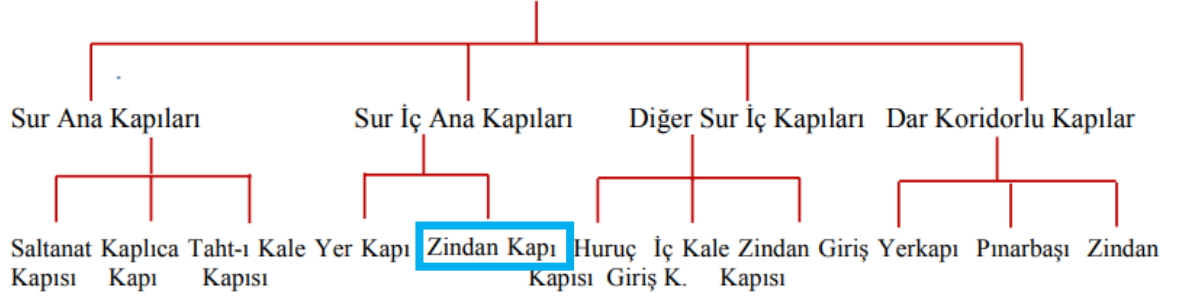 Sur Ana Kapıları Sur İç Ana Kapıları Diğer Sur İç Kapıları Dar Koridorlu Kapılar
Saltanat Kaplıca Taht-ı Kale Yer Kapı Zindan Kapı Huruç İç Kale Zindan Giriş Yerkapı Pınarbaşı Zindan
Kapısı Kapı Kapısı Kapısı Giriş K. Kapısı